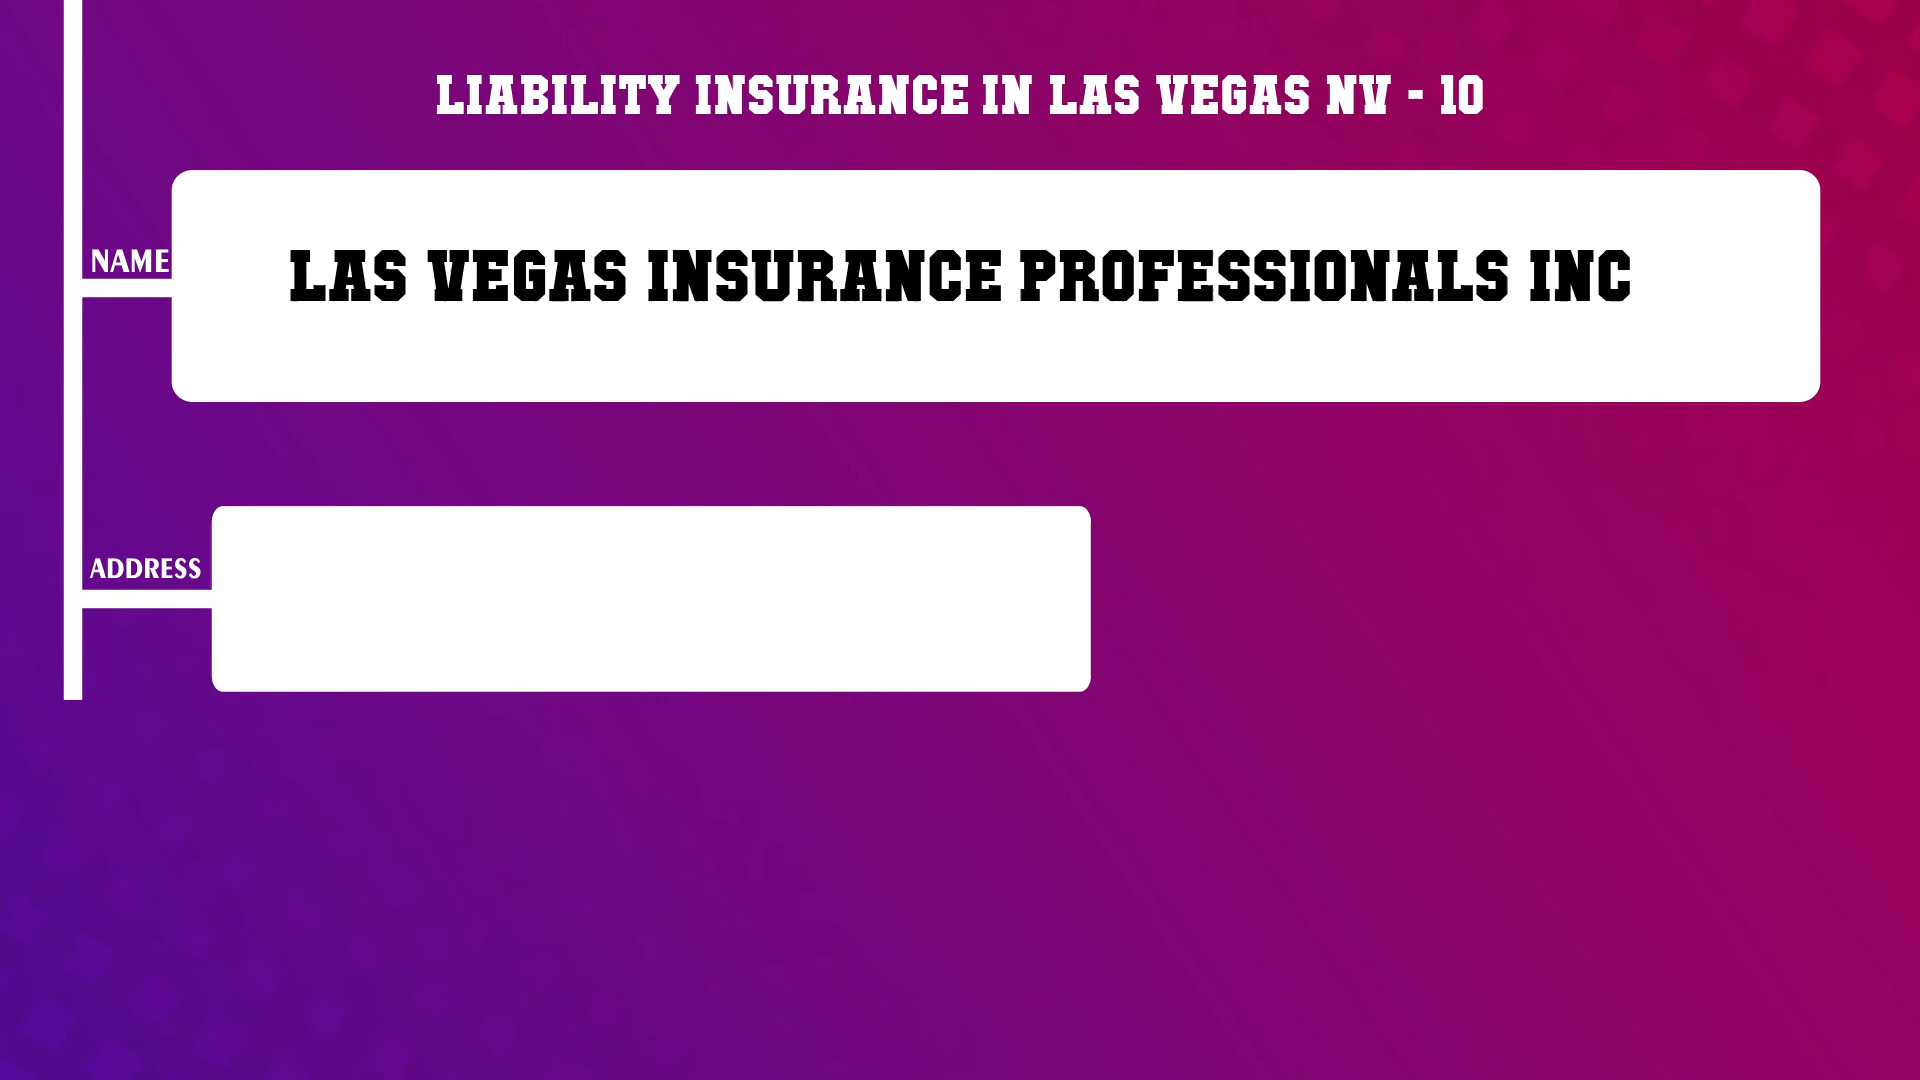 LIABILITY INSURANCE IN LAS VEGAS NV - 10
NAME
LAS VEGAS INSURANCE PROFESSIONALS INC
ADDRESS